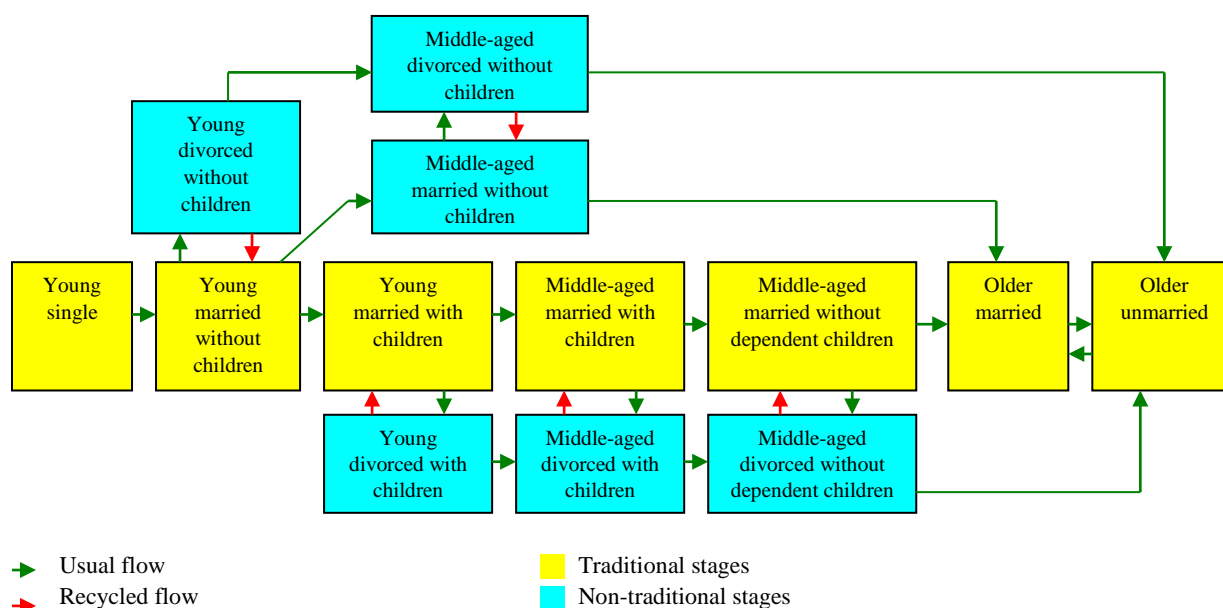 Middle-aged
divorced without
children
Young
divorced
without
children
Middle-aged
married without
children
Young
single
Young
married
without
children
Young
married with
children
Middle-aged
married with
children
Middle-aged
married without
dependent children
Older
married
Older
unmarried
Young
divorced with
children
Middle-aged
divorced with
children
Middle-aged
divorced without
dependent children
Usual flow
Traditional stages
Recycled flow
Non-traditional stages